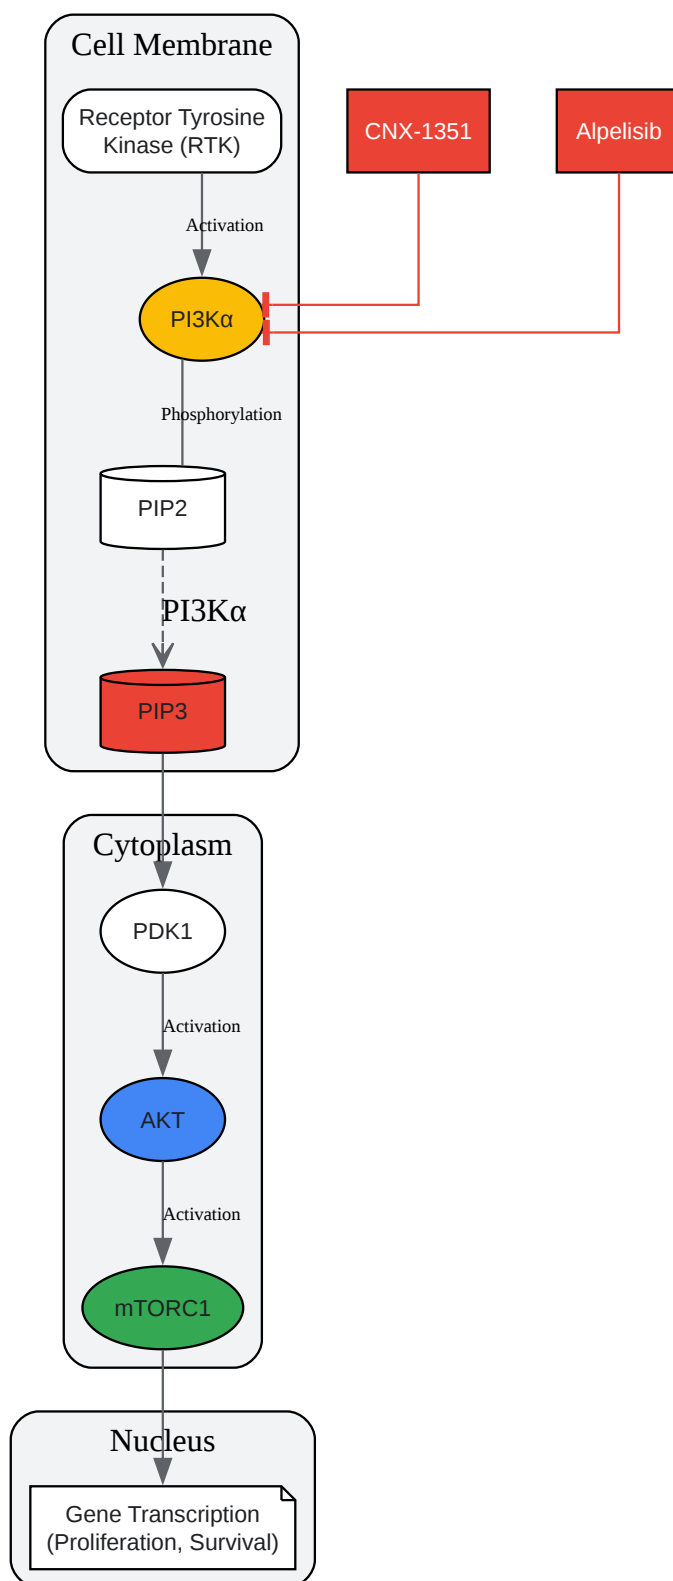 Cell Membrane
Receptor Tyrosine
Kinase (RTK)
CNX-1351
Alpelisib
Activation
PI3Kα
Phosphorylation
PIP2
PI3Kα
PIP3
Cytoplasm
PDK1
Activation
AKT
Activation
mTORC1
Nucleus
Gene Transcription
(Proliferation, Survival)